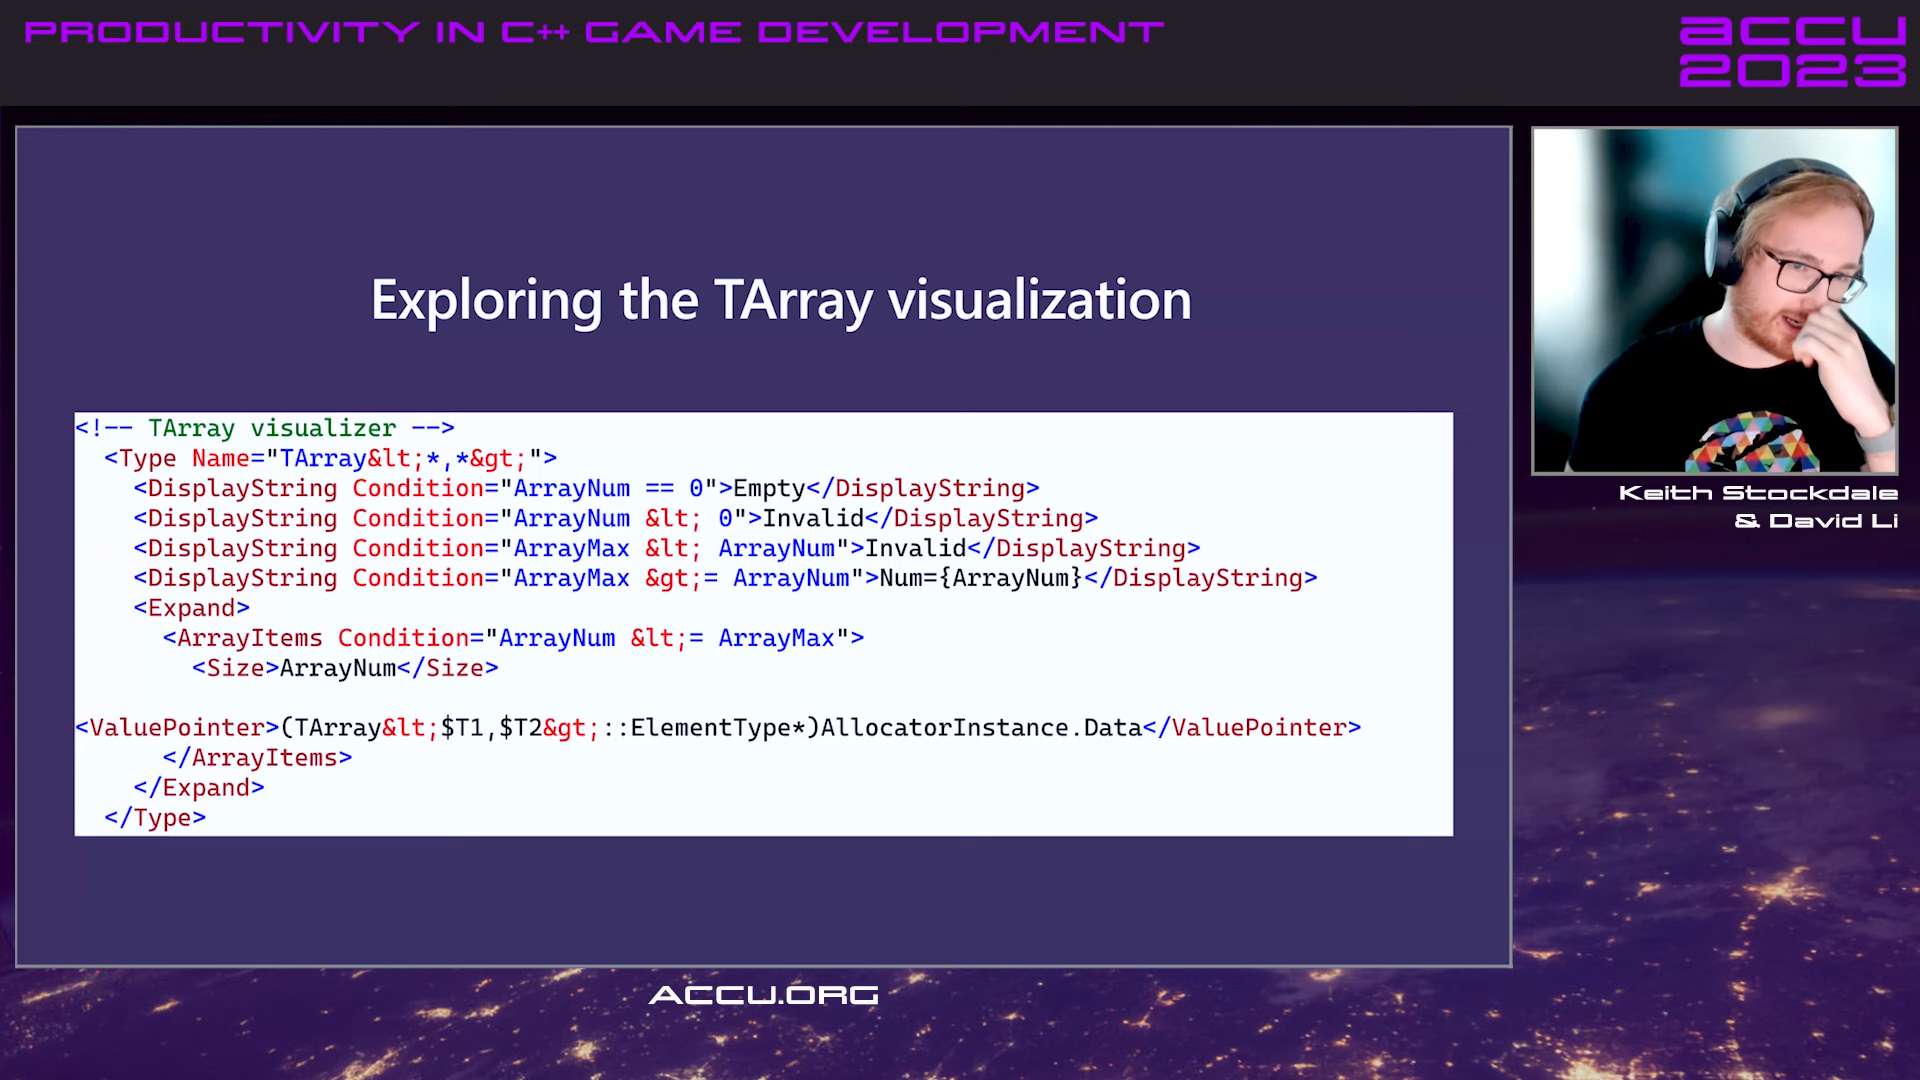 PRODUCTIVITY IN C++ GAME DEVELOPMENT
accu
2023
Exploring the TArray visualization
<!-- TArray visualizer -->
  <Type Name="TArray&lt;*,*&gt;">
    <DisplayString Condition="ArrayNum == 0">Empty</DisplayString>
    <DisplayString Condition="ArrayNum &lt; 0">Invalid</DisplayString>
    <DisplayString Condition="ArrayMax &lt; ArrayNum">Invalid</DisplayString>
    <DisplayString Condition="ArrayMax &gt;= ArrayNum">Num={ArrayNum}</DisplayString>
    <Expand>
      <ArrayItems Condition="ArrayNum &lt;= ArrayMax">
        <Size>ArrayNum</Size>
<ValuePointer>(TArray&lt;$T1,$T2&gt;::ElementType*)AllocatorInstance.Data</ValuePointer>
      </ArrayItems>
    </Expand>
  </Type>
Keith Stockdale
& David Li
ACCU.ORG